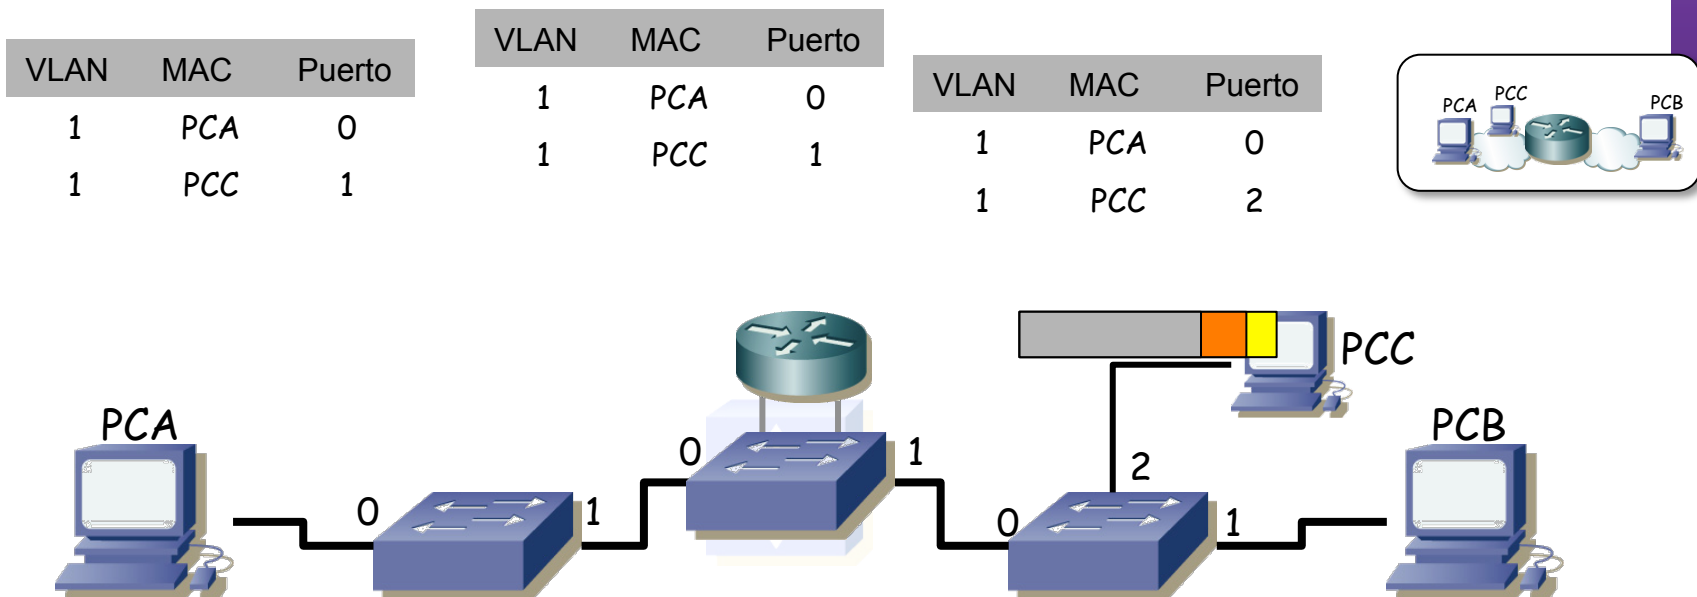 VLAN MAC Puerto
1 PCA 0
1 PCC 1
VLAN MAC Puerto
1 PCA 0
1 PCC 1
VLAN MAC Puerto
1 PCA 0
1 PCC 2
PCA PCC PCB
PCC
PCA
PCB
0 1
0 1
0 2 1